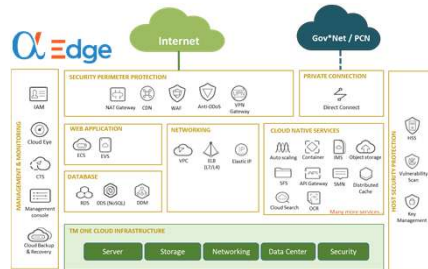 α Edge
Internet
Gov*Net / PCN
SECURITY PERIMETER PROTECTION
NAT Gateway
CDN
WAF
Anti-DDoS
VPN
Gateway
PRIVATE CONNECTION
Direct Connect
MANAGEMENT & MONITORING
IAM
Cloud Eye
CTS
Management
console
Cloud Backup
& Recovery
WEB APPLICATION
ECS
EVS
DATABASE
RDS
DDS (NoSQL)
DDM
NETWORKING
VPC
ELB
(L7/L4)
Elastic IP
CLOUD NATIVE SERVICES
Auto scaling
Container
IMS
Object storage
SFS
API Gateway
SMN
Distributed
Cache
Cloud Search
OCR
Many more services
HOST SECURITY PROTECTION
HSS
Vulnerability
Scan
Key
Management
TM ONE CLOUD INFRASTRUCTURE
Server
Storage
Networking
Data Center
Security